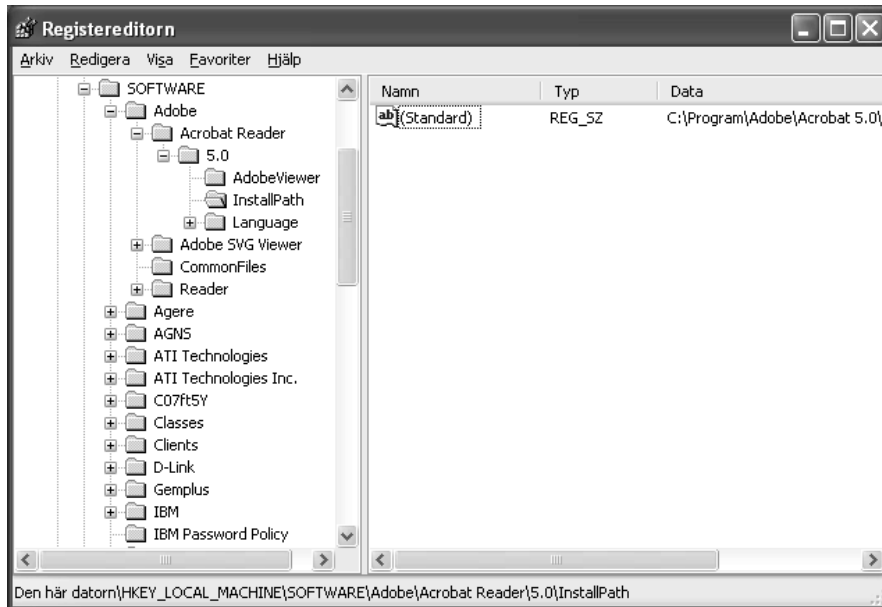 Registereditorn
Arkiv Redigera Visa Favoriter Hjälp
SOFTWARE
Adobe
Acrobat Reader
5.0
AdobeViewer
InstallPath
Language
Adobe SVG Viewer
CommonFiles
Reader
Agere
AGNS
ATI Technologies
ATI Technologies Inc.
C07ft5Y
Classes
Clients
D-Link
Gemplus
IBM
IBM Password Policy
Namn Typ Data
ab (Standard) REG_SZ C:\Program\Adobe\Acrobat 5.0\
Den här datorn\HKEY_LOCAL_MACHINE\SOFTWARE\Adobe\Acrobat Reader\5.0\InstallPath